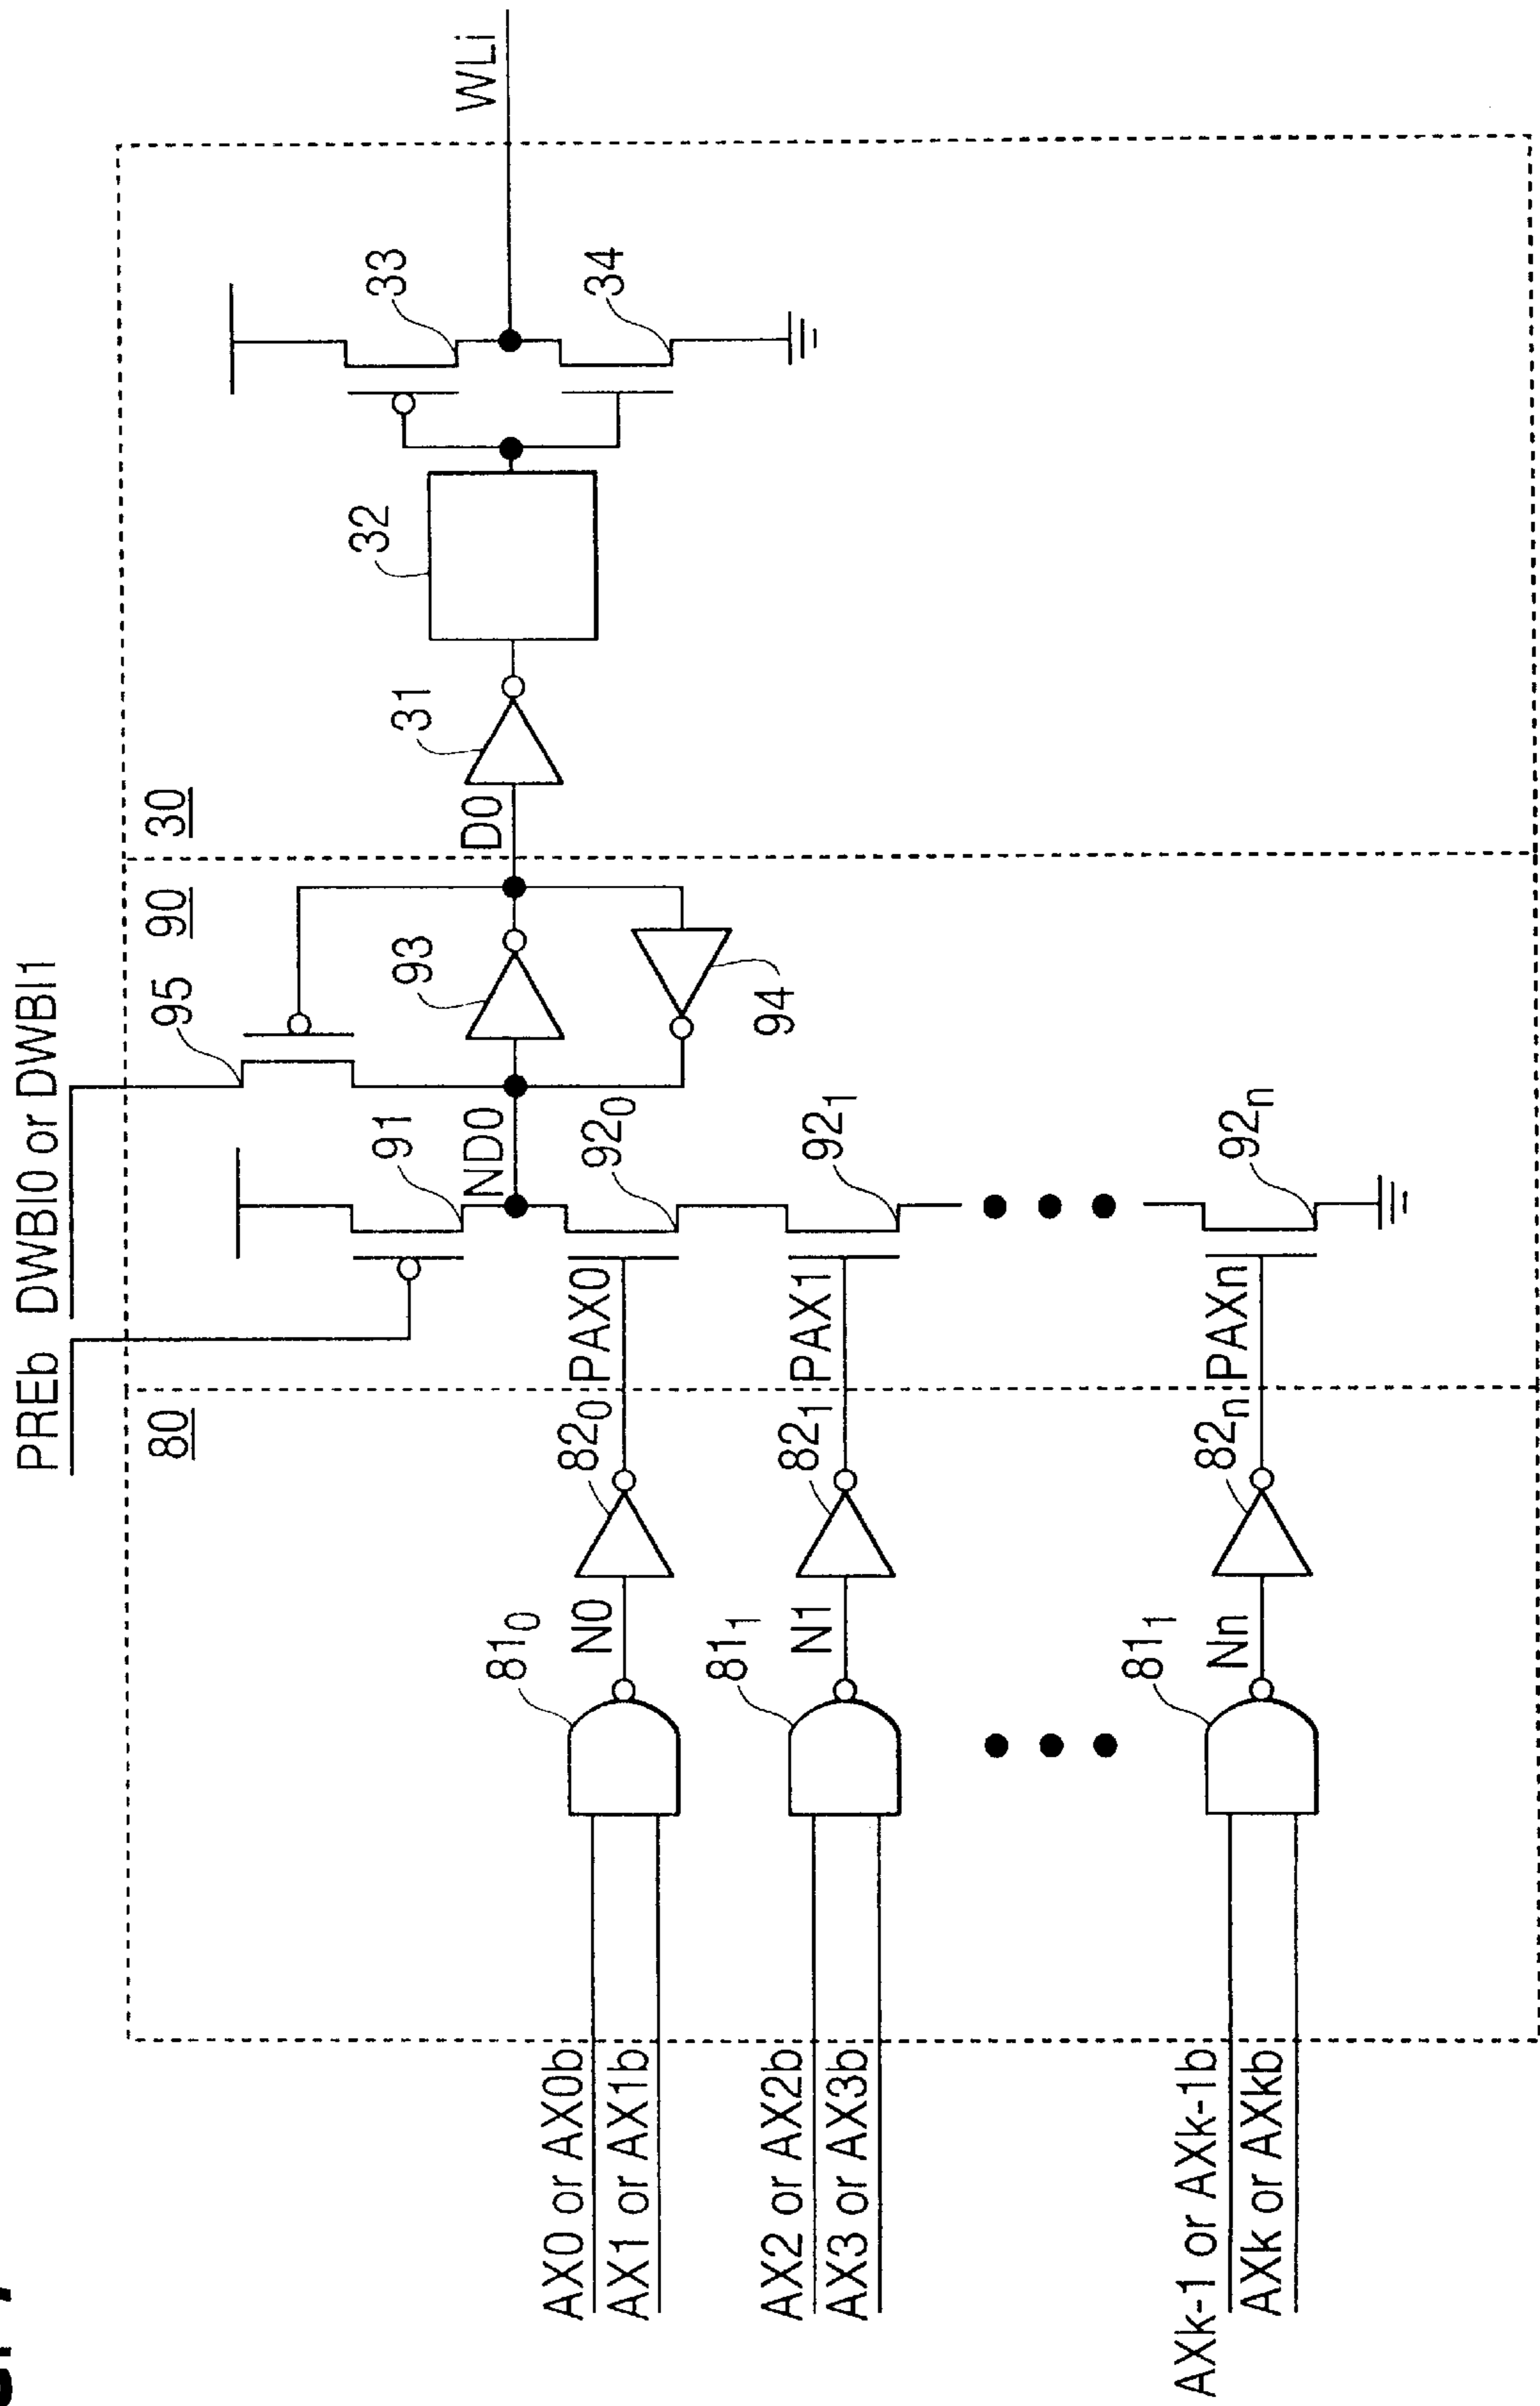 PREb
DWBI0 or DWBI1
80
90
30
95
91
ND0
93
94
D0
31
32
33
34
WLi
AX0 or AX0b
AX1 or AX1b
81₀
N0
82₀
PAX0
92₀
AX2 or AX2b
AX3 or AX3b
81₁
N1
82₁
PAX1
92₁
AXk-1 or AXk-1b
AXk or AXkb
81₁
Nn
82ₙ
PAXn
92ₙ